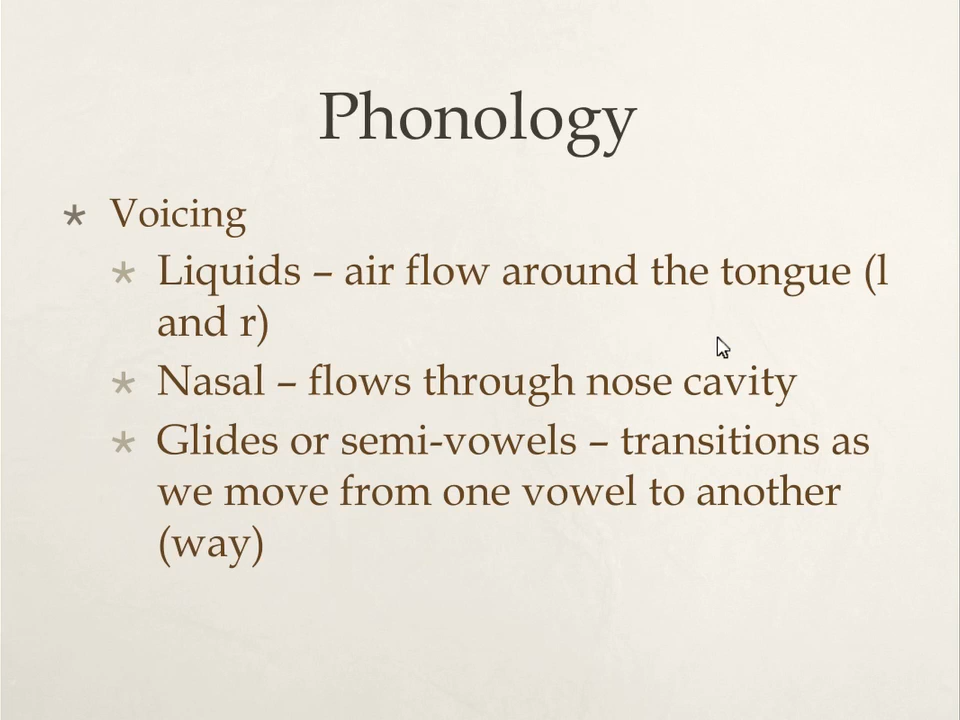 Phonology
* Voicing
* Liquids – air flow around the tongue (l
and r)
* Nasal – flows through nose cavity
* Glides or semi-vowels – transitions as
we move from one vowel to another
(way)